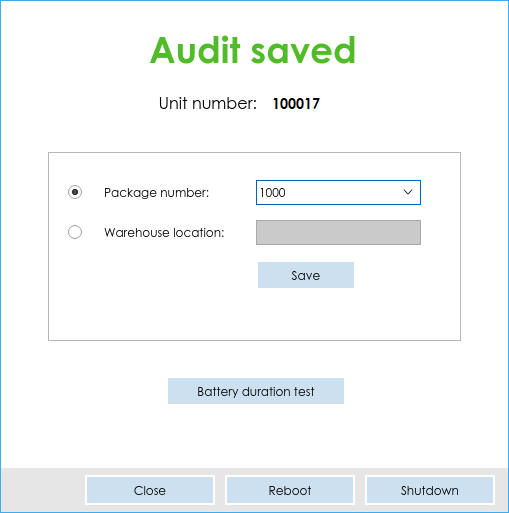 Audit saved
Unit number: 100017
Package number: 1000
Warehouse location:
Save
Battery duration test
Close Reboot Shutdown